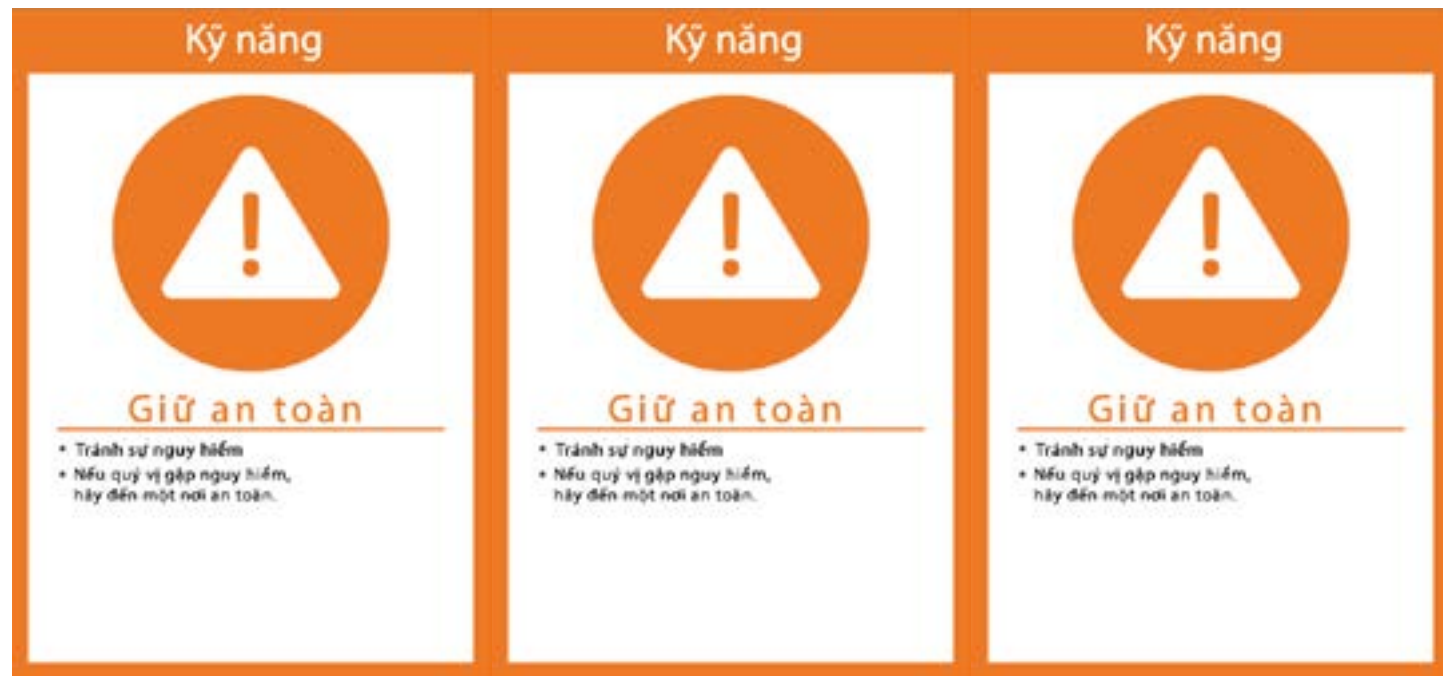 Kỹ năng
Giữ an toàn
• Tránh sự nguy hiểm
• Nếu quý vị gặp nguy hiểm,
hãy đến một nơi an toàn.
Kỹ năng
Giữ an toàn
• Tránh sự nguy hiểm
• Nếu quý vị gặp nguy hiểm,
hãy đến một nơi an toàn.
Kỹ năng
Giữ an toàn
• Tránh sự nguy hiểm
• Nếu quý vị gặp nguy hiểm,
hãy đến một nơi an toàn.